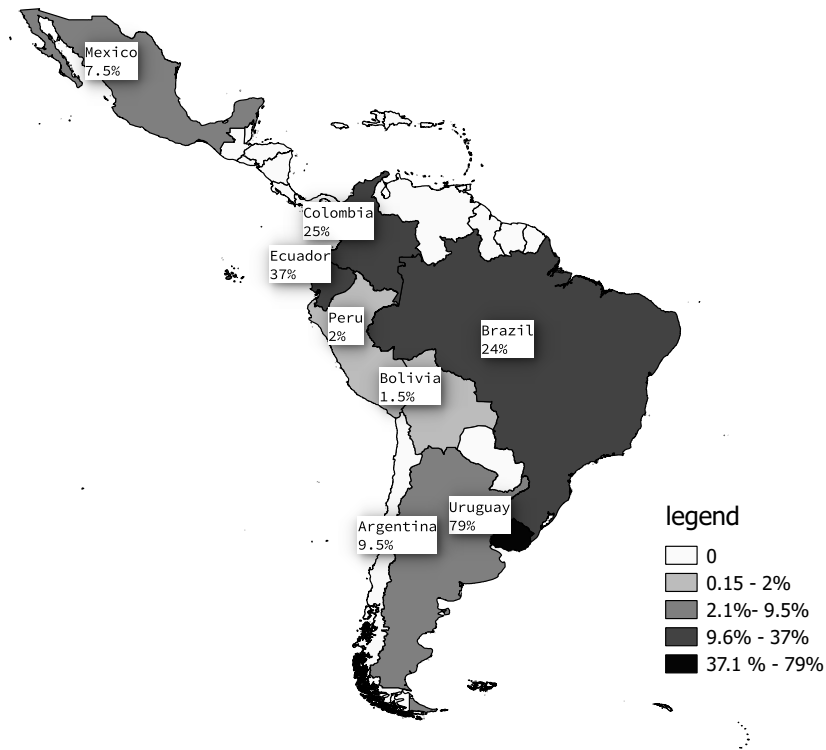 Mexico
7.5%
Colombia
25%
Ecuador
37%
Peru
2%
Brazil
24%
Bolivia
1.5%
Uruguay
79%
Argentina
9.5%
legend
0
0.15 - 2%
2.1%- 9.5%
9.6% - 37%
37.1 % - 79%